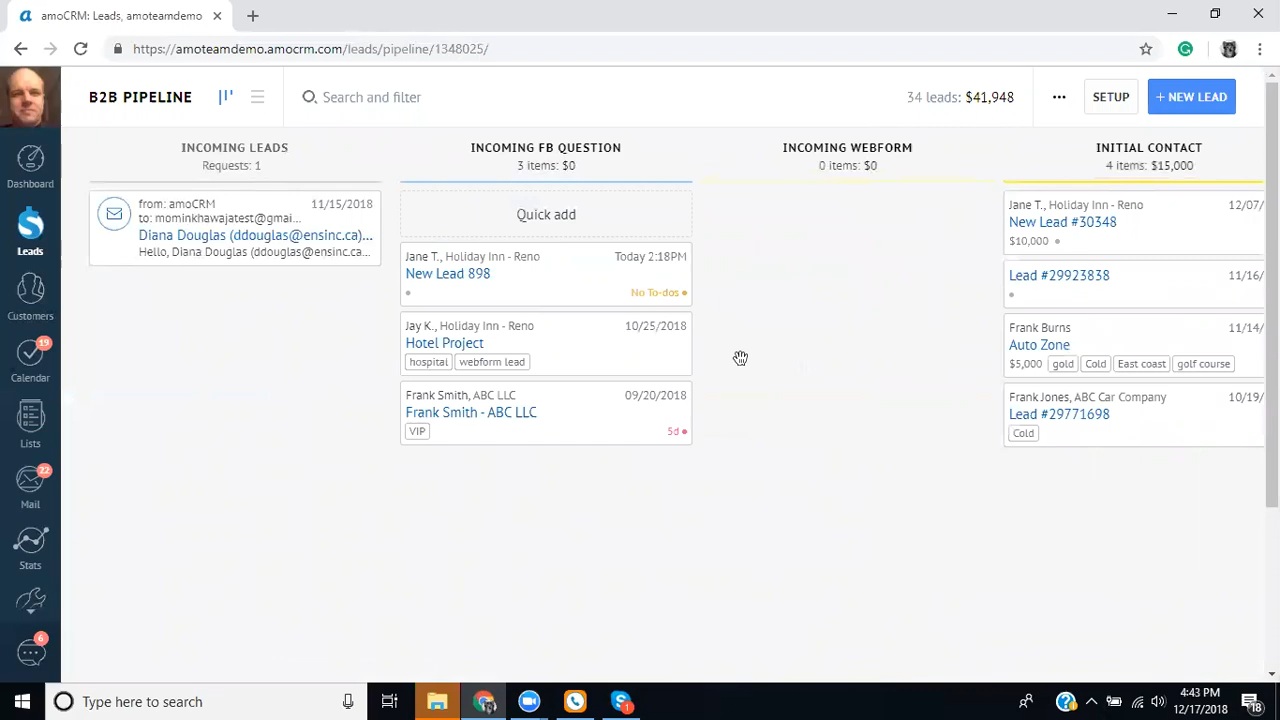 amoCRM: Leads, amoteamdemo
https://amoteamdemo.amocrm.com/leads/pipeline/1348025/
B2B PIPELINE
Search and filter
34 leads: $41,948
SETUP
+ NEW LEAD
Dashboard
Leads
Customers
19
Calendar
Lists
22
Mail
Stats
6
INCOMING LEADS
Requests: 1
from: amoCRM
11/15/2018
to: mominkhawajatest@gmai...
Diana Douglas (ddouglas@ensinc.ca)...
Hello, Diana Douglas (ddouglas@ensinc.ca...
INCOMING FB QUESTION
3 items: $0
Quick add
Jane T., Holiday Inn - Reno
Today 2:18PM
New Lead 898
No To-dos
Jay K., Holiday Inn - Reno
10/25/2018
Hotel Project
hospital
webform lead
Frank Smith, ABC LLC
09/20/2018
Frank Smith - ABC LLC
VIP
5d
INCOMING WEBFORM
0 items: $0
INITIAL CONTACT
4 items: $15,000
Jane T., Holiday Inn - Reno
12/07/
New Lead #30348
$10,000
Lead #29923838
11/16/
Frank Burns
11/14/
Auto Zone
$5,000
gold
Cold
East coast
golf course
Frank Jones, ABC Car Company
10/19/
Lead #29771698
Cold
Type here to search
1
4:43 PM
12/17/2018
18